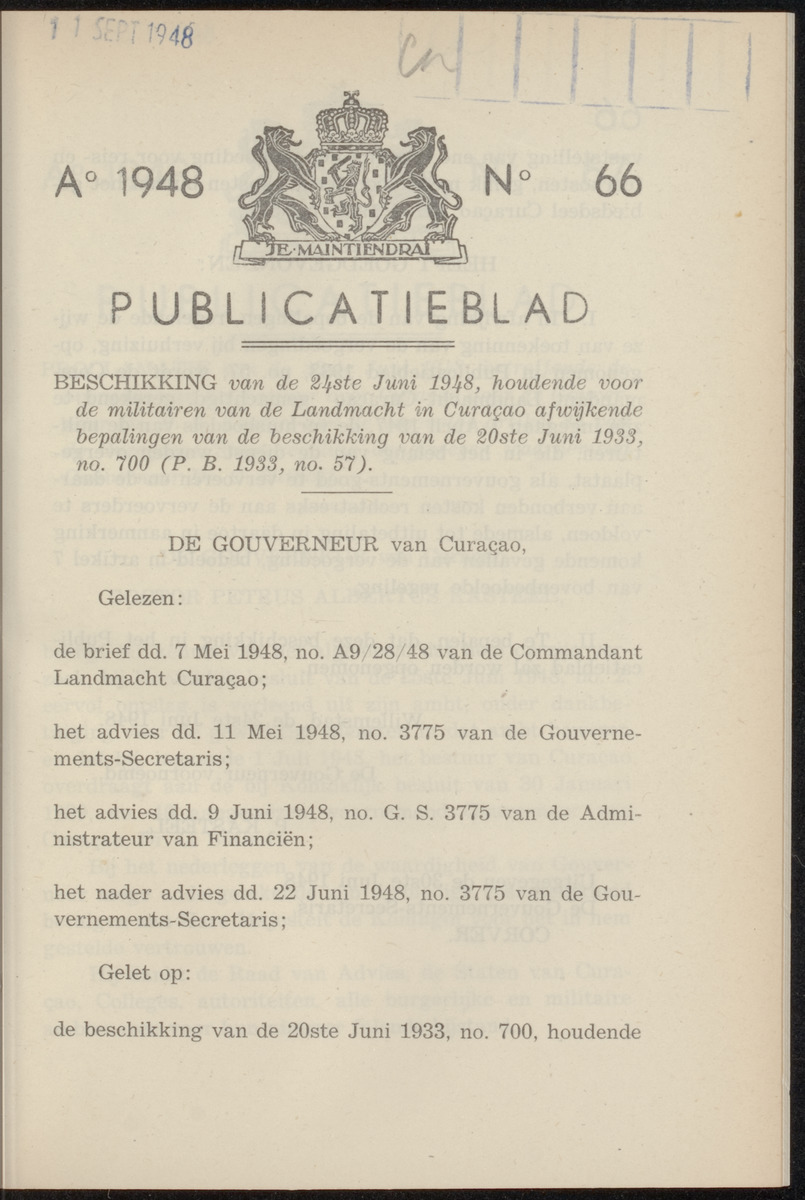 11 SEPT 1948
Cn
Aº 1948
Nº 66
JE·MAINTIENDRAI
PUBLICATIEBLAD
BESCHIKKING van de 24ste Juni 1948, houdende voor
de militairen van de Landmacht in Curaçao afwijkende
bepalingen van de beschikking van de 20ste Juni 1933,
no. 700 (P. B. 1933, no. 57).
DE GOUVERNEUR van Curaçao,
Gelezen:
de brief dd. 7 Mei 1948, no. A9/28/48 van de Commandant
Landmacht Curaçao;
het advies dd. 11 Mei 1948, no. 3775 van de Gouverne-
ments-Secretaris;
het advies dd. 9 Juni 1948, no. G. S. 3775 van de Admi-
nistrateur van Financiën;
het nader advies dd. 22 Juni 1948, no. 3775 van de Gou-
vernements-Secretaris;
Gelet op:
de beschikking van de 20ste Juni 1933, no. 700, houdende